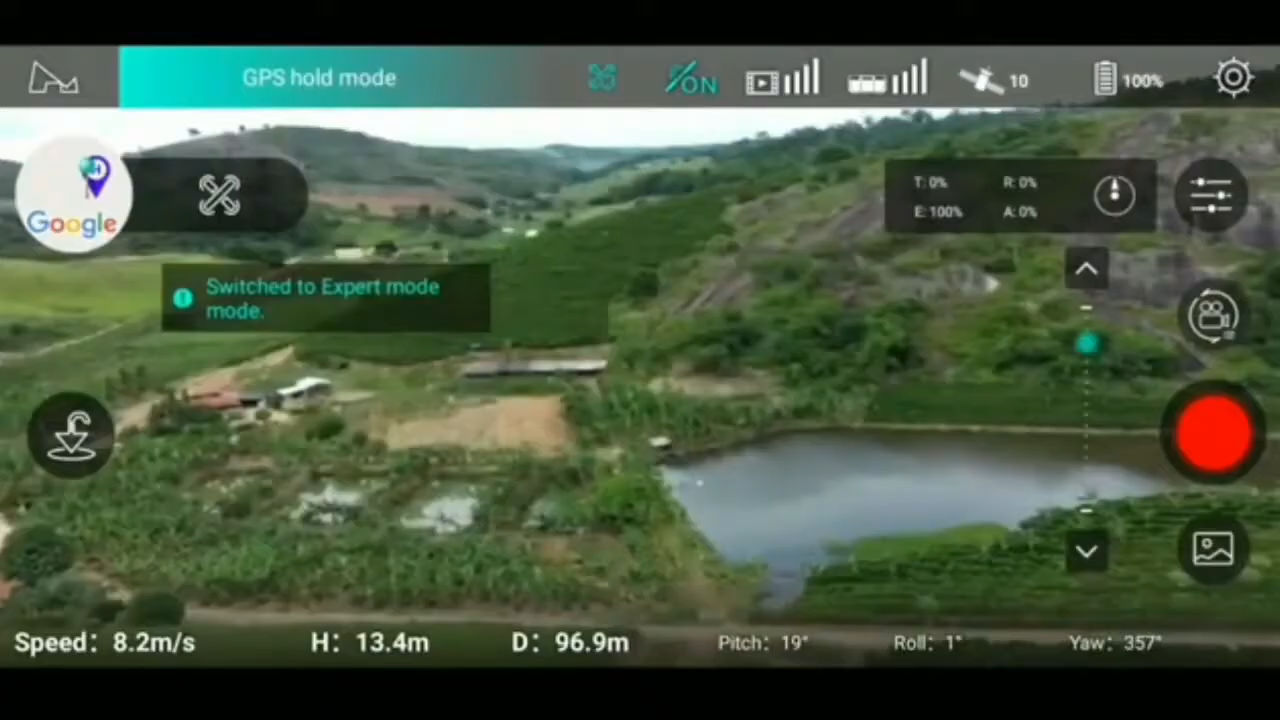 GPS hold mode
ON
10
100%
Google
T: 0% R: 0%
E: 100% A: 0%
Switched to Expert mode
mode.
Speed: 8.2m/s H: 13.4m D: 96.9m Pitch: 19° Roll: 1° Yaw: 357°